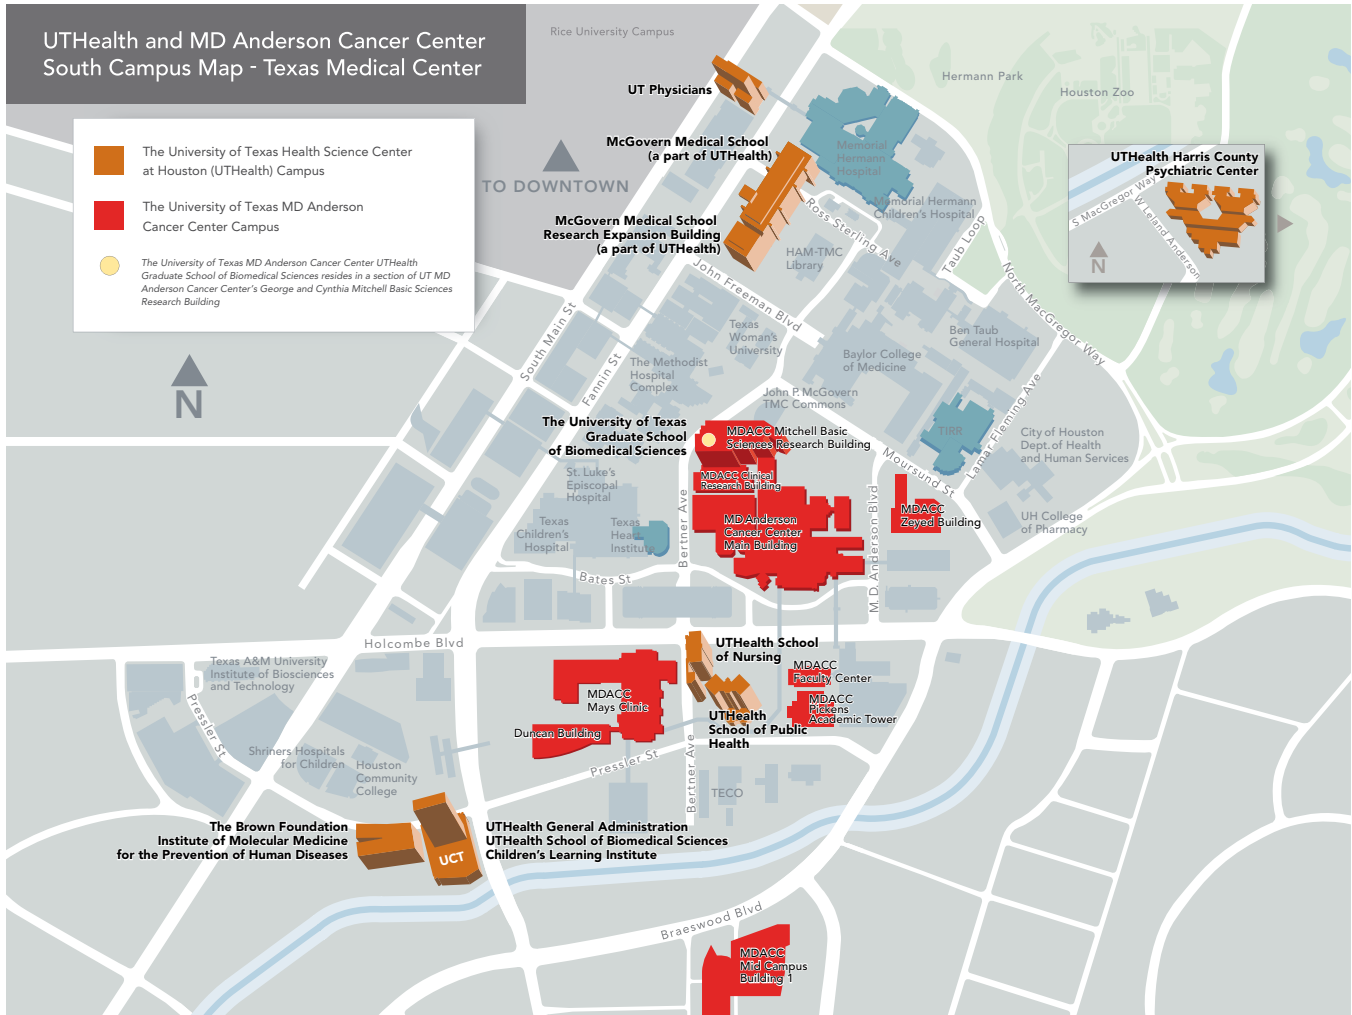 UTHealth and MD Anderson Cancer Center
South Campus Map - Texas Medical Center
The University of Texas Health Science Center
at Houston (UTHealth) Campus
The University of Texas MD Anderson
Cancer Center Campus
The University of Texas MD Anderson Cancer Center UTHealth
Graduate School of Biomedical Sciences resides in a section of UT MD
Anderson Cancer Center's George and Cynthia Mitchell Basic Sciences
Research Building
N
Rice University Campus
TO DOWNTOWN
UT Physicians
McGovern Medical School
(a part of UTHealth)
McGovern Medical School
Research Expansion Building
(a part of UTHealth)
Memorial
Hermann
Hospital
Memorial Hermann
Children's Hospital
Hermann Park
Houston Zoo
UTHealth Harris County
Psychiatric Center
S MacGregor Way
W Leland Anderson
N
Ross Sterling Ave
HAM-TMC
Library
Taub Loop
North MacGregor Way
John Freeman Blvd
South Main St
Fannin St
Texas
Woman's
University
The Methodist
Hospital
Complex
Baylor College
of Medicine
Ben Taub
General Hospital
John P. McGovern
TMC Commons
Lamar Fleming Ave
TIRR
City of Houston
Dept. of Health
and Human Services
Moursund St
UH College
of Pharmacy
The University of Texas
Graduate School
of Biomedical Sciences
MDACC Mitchell Basic
Sciences Research Building
MDACC Clinical
Research Building
MD Anderson
Cancer Center
Main Building
MDACC
Zeyed Building
M. D. Anderson Blvd
Bertner Ave
St. Luke's
Episcopal
Hospital
Texas
Children's
Hospital
Texas
Heart
Institute
Bates St
Holcombe Blvd
Texas A&M University
Institute of Biosciences
and Technology
Pressler St
Shriners Hospitals
for Children
Houston
Community
College
UTHealth School
of Nursing
MDACC
Faculty Center
MDACC
Pickens
Academic Tower
UTHealth
School of Public
Health
MDACC
Mays Clinic
Duncan Building
Pressler St
Bertner Ave
TECO
The Brown Foundation
Institute of Molecular Medicine
for the Prevention of Human Diseases
UCT
UTHealth General Administration
UTHealth School of Biomedical Sciences
Children's Learning Institute
Braeswood Blvd
MDACC
Mid Campus
Building 1